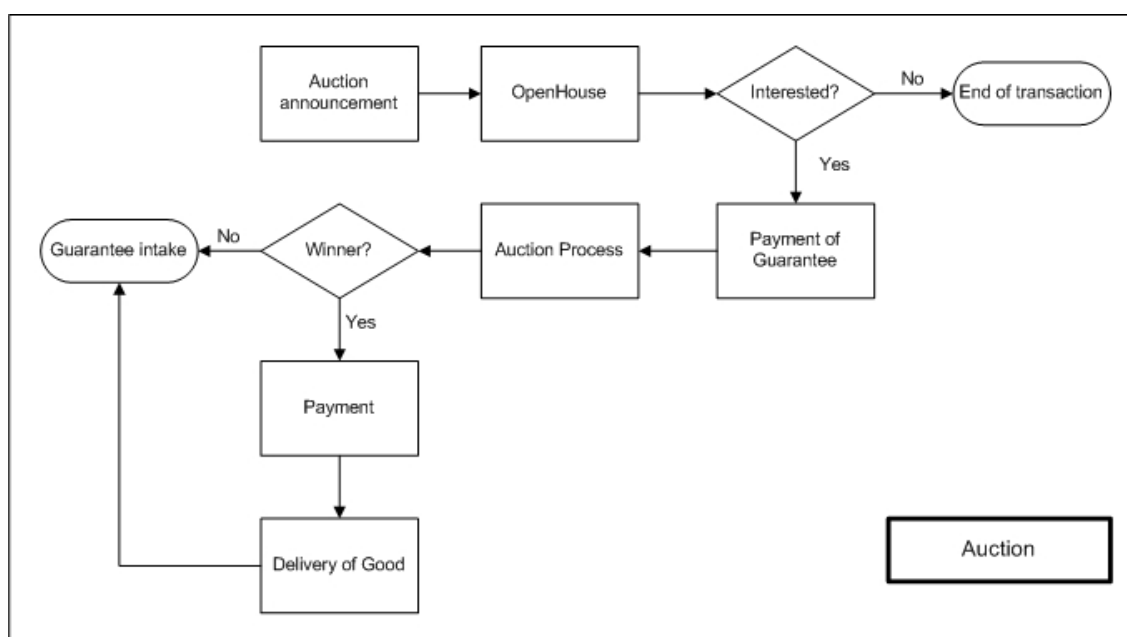 Auction
announcement
OpenHouse
Interested?
No
End of transaction
Yes
Guarantee intake
No
Winner?
Auction Process
Payment of
Guarantee
Yes
Payment
Delivery of Good
Auction